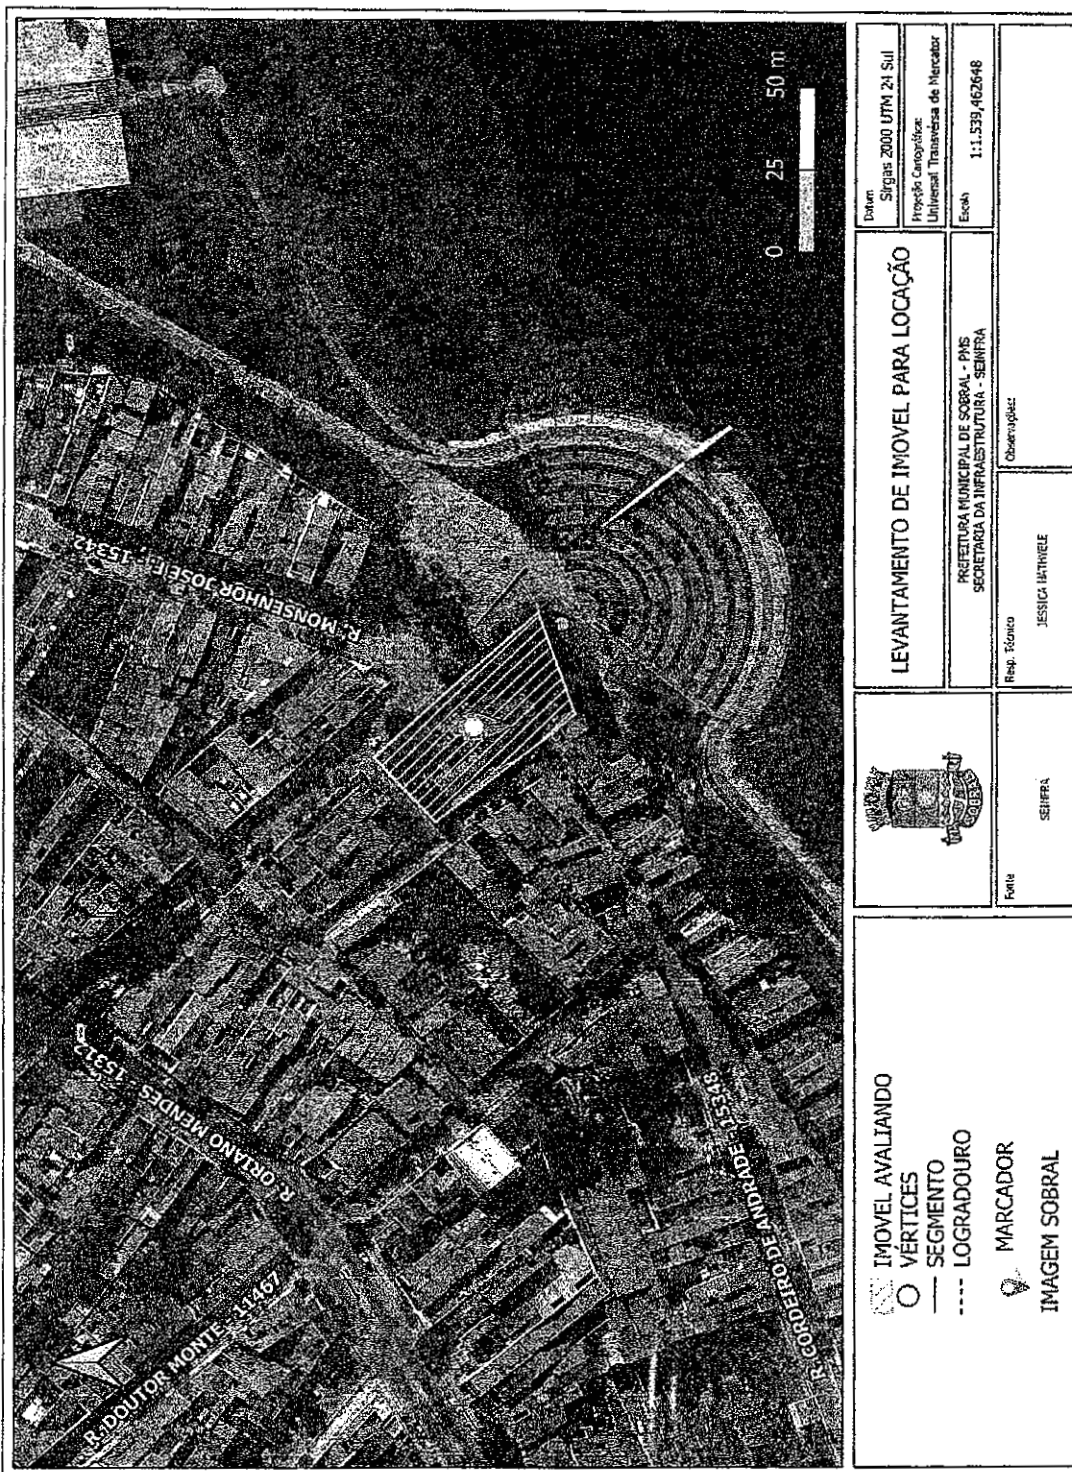 R. DOUTOR MONTE - 11467
R. ORIANO MENDES - 15312
R. MONSENHOR JOSÉ F. - 15342
R. CORDEIRO DE ANDRADE - 15348
0 25 50 m
IMOVEL AVALIANDO
VÉRTICES
SEGMENTO
LOGRADOURO
MARCADOR
IMAGEM SOBRAL
SOBRAL
Fonte
SEINFRA
LEVANTAMENTO DE IMOVEL PARA LOCAÇÃO
PREFEITURA MUNICIPAL DE SOBRAL - PMS
SECRETARIA DA INFRAESTRUTURA - SEINFRA
Resp. Técnico
JESSICA
Observações:
Datum
Sirgas 2000 UTM 24 Sul
Projeção Cartográfica:
Universal Transversa de Mercator
Escala
1:1.539,462648